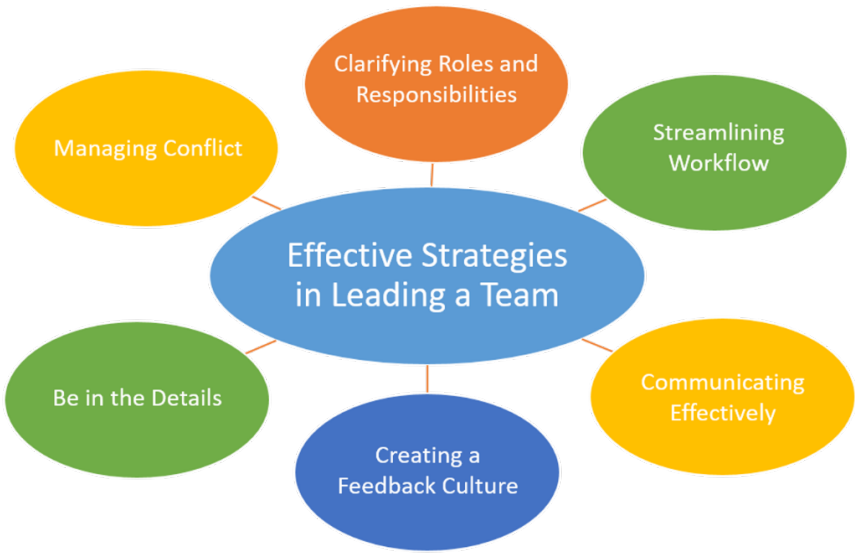 Clarifying Roles and
Responsibilities
Managing Conflict
Streamlining
Workflow
Effective Strategies
in Leading a Team
Be in the Details
Communicating
Effectively
Creating a
Feedback Culture